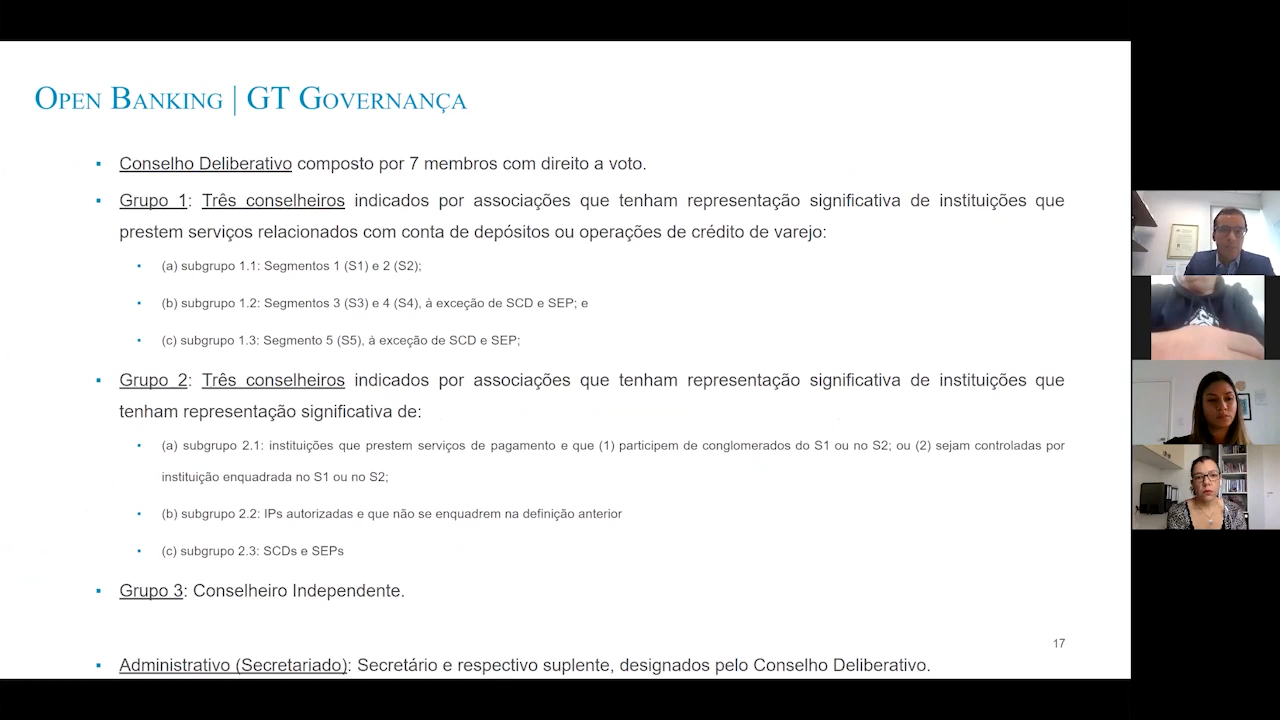 OPEN BANKING | GT GOVERNANÇA
▪ Conselho Deliberativo composto por 7 membros com direito a voto.
▪ Grupo 1: Três conselheiros indicados por associações que tenham representação significativa de instituições que
prestem serviços relacionados com conta de depósitos ou operações de crédito de varejo:
▪ (a) subgrupo 1.1: Segmentos 1 (S1) e 2 (S2);
▪ (b) subgrupo 1.2: Segmentos 3 (S3) e 4 (S4), à exceção de SCD e SEP; e
▪ (c) subgrupo 1.3: Segmento 5 (S5), à exceção de SCD e SEP;
▪ Grupo 2: Três conselheiros indicados por associações que tenham representação significativa de instituições que
tenham representação significativa de:
▪ (a) subgrupo 2.1: instituições que prestem serviços de pagamento e que (1) participem de conglomerados do S1 ou no S2; ou (2) sejam controladas por
instituição enquadrada no S1 ou no S2;
▪ (b) subgrupo 2.2: IPs autorizadas e que não se enquadrem na definição anterior
▪ (c) subgrupo 2.3: SCDs e SEPs
▪ Grupo 3: Conselheiro Independente.
17
▪ Administrativo (Secretariado): Secretário e respectivo suplente, designados pelo Conselho Deliberativo.